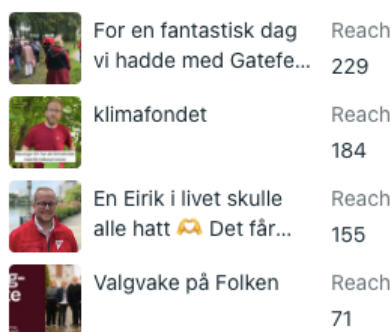 For en fantastisk dag
vi hadde med Gatefe...
Reach
229
klimafondet
Reach
184
En Eirik i livet skulle
alle hatt 🫶 Det får...
Reach
155
Valgvake på Folken
Reach
71
g-
e